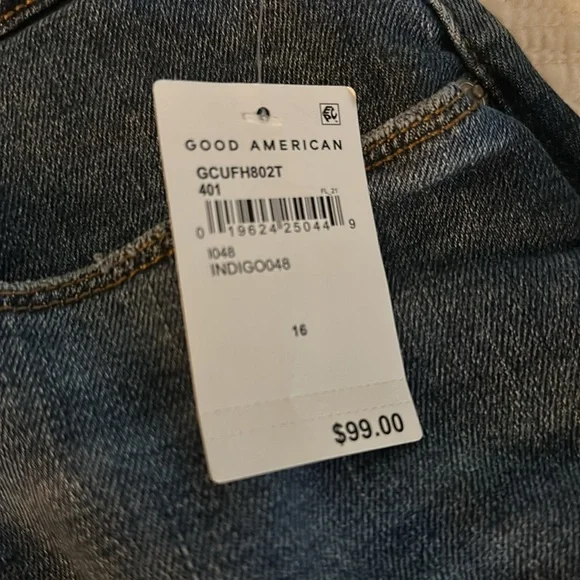 GOOD AMERICAN
GCUFH802T
401
FL_21
0 19624 25044 9
I048
INDIGO048
16
$99.00